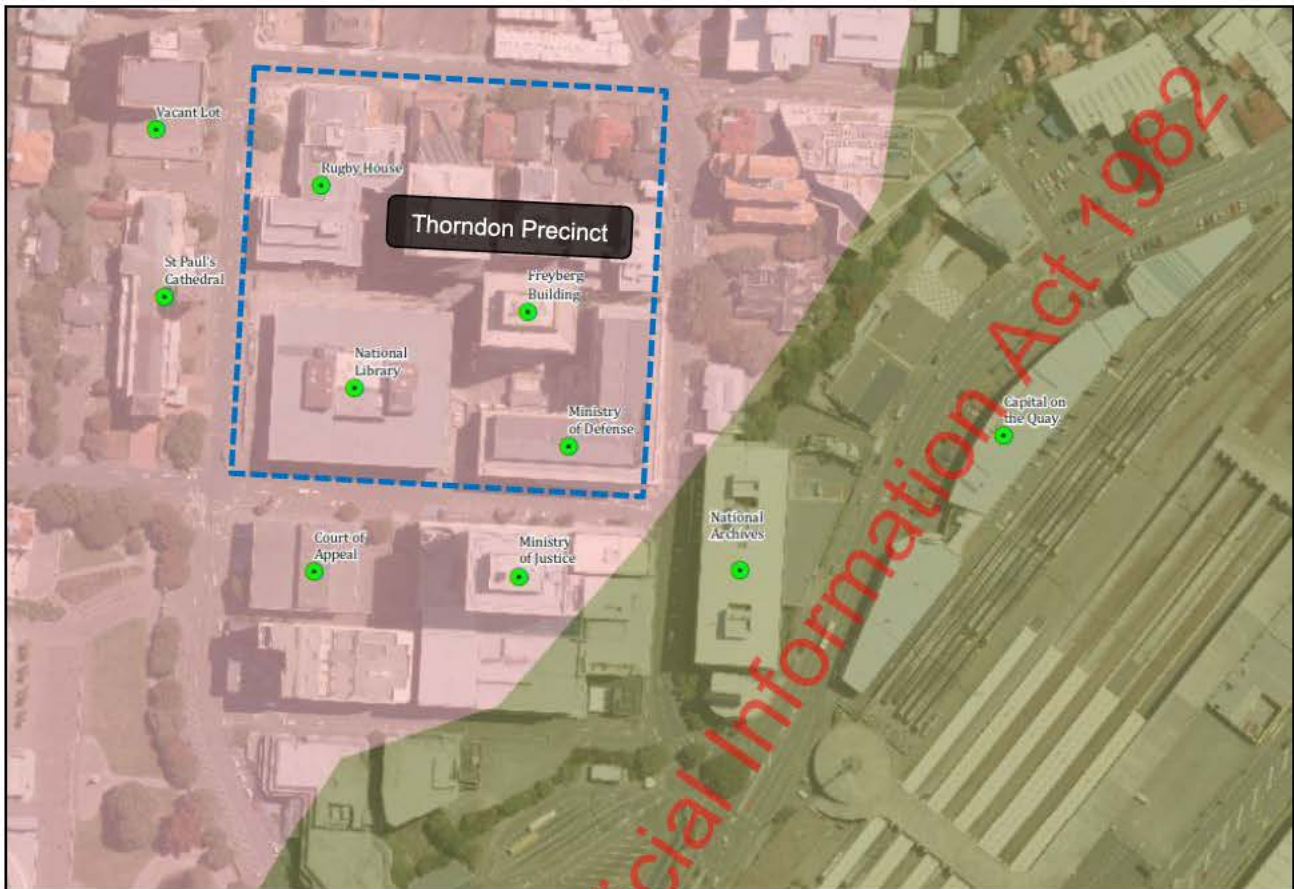 Vacant Lot
Rugby House
Thorndon Precinct
St Paul's
Cathedral
Freyberg
Building
National
Library
Ministry
of Defense
Capital on
the Quay
National
Archives
Court of
Appeal
Ministry
of Justice
cial Information Act 1982